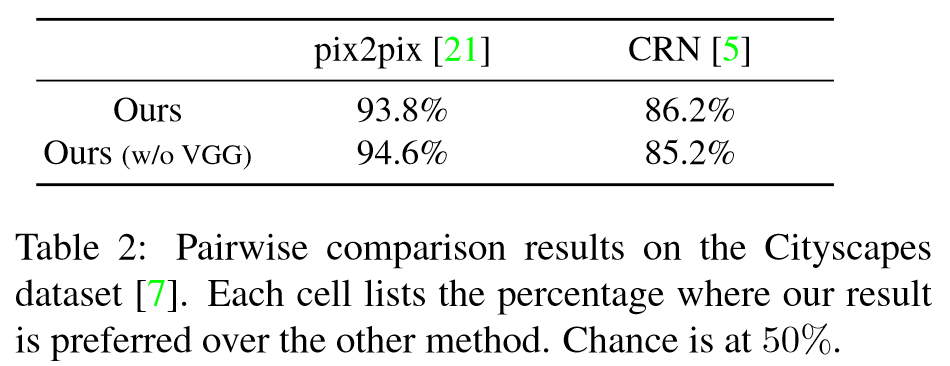 pix2pix [21] CRN [5]
Ours 93.8% 86.2%
Ours (w/o VGG) 94.6% 85.2%
Table 2: Pairwise comparison results on the Cityscapes
dataset [7]. Each cell lists the percentage where our result
is preferred over the other method. Chance is at 50%.